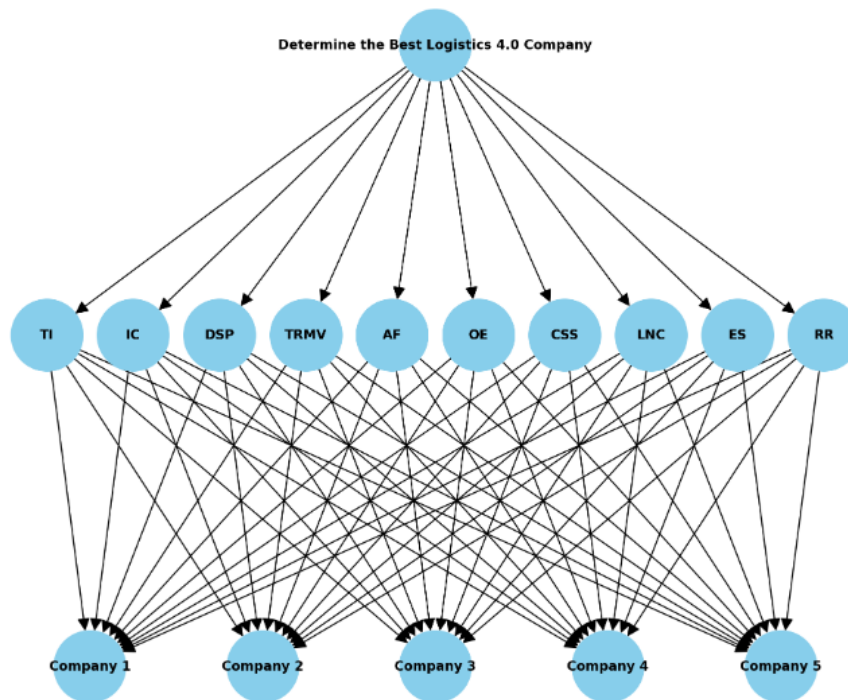 Determine the Best Logistics 4.0 Company
TI IC DSP TRMV AF OE CSS LNC ES RR
Company 1 Company 2 Company 3 Company 4 Company 5